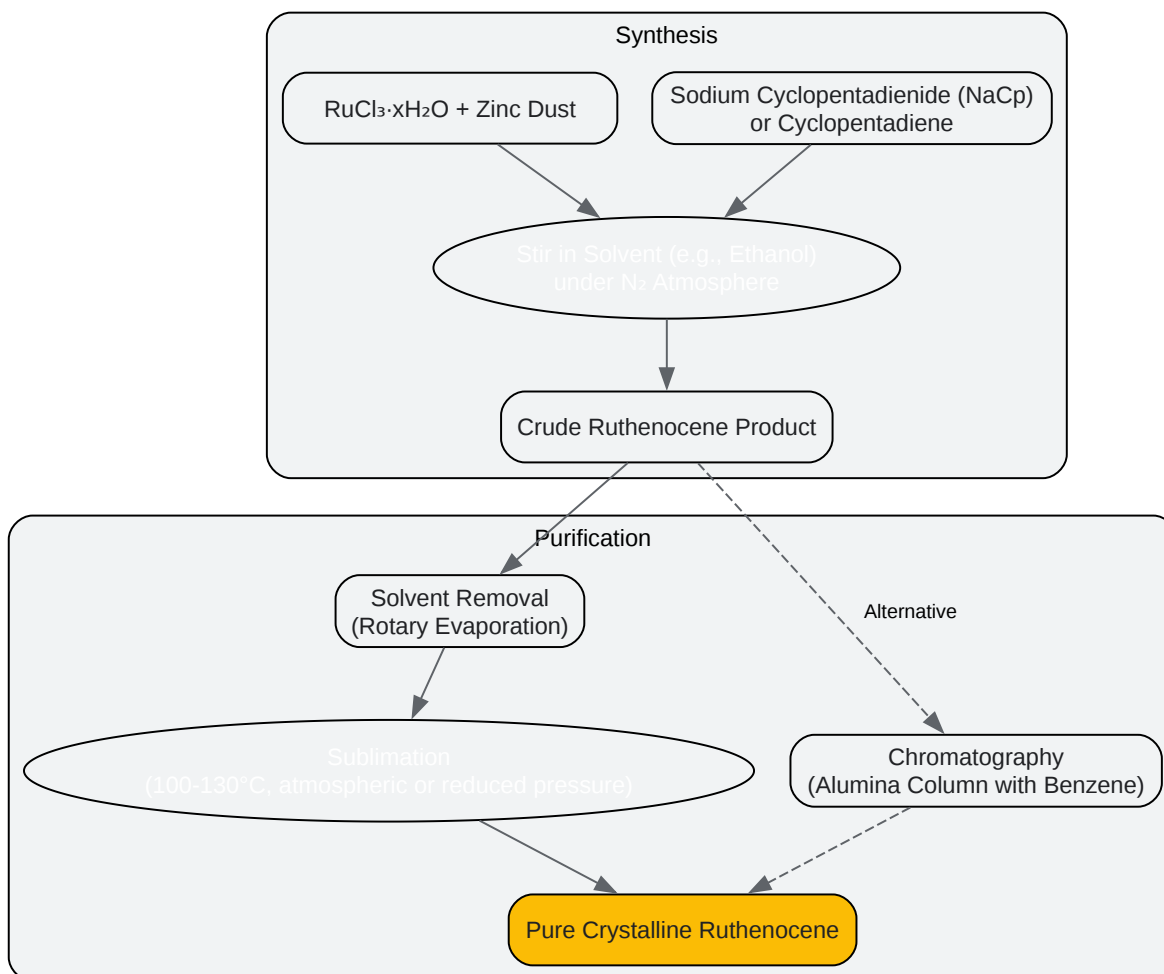 Synthesis
RuCl₃·xH₂O + Zinc Dust
Sodium Cyclopentadienide (NaCp)
or Cyclopentadiene
Stir in Solvent (e.g., Ethanol)
under N₂ Atmosphere
Crude Ruthenocene Product
Purification
Solvent Removal
(Rotary Evaporation)
Alternative
Sublimation
(100-130°C, atmospheric or reduced pressure)
Chromatography
(Alumina Column with Benzene)
Pure Crystalline Ruthenocene